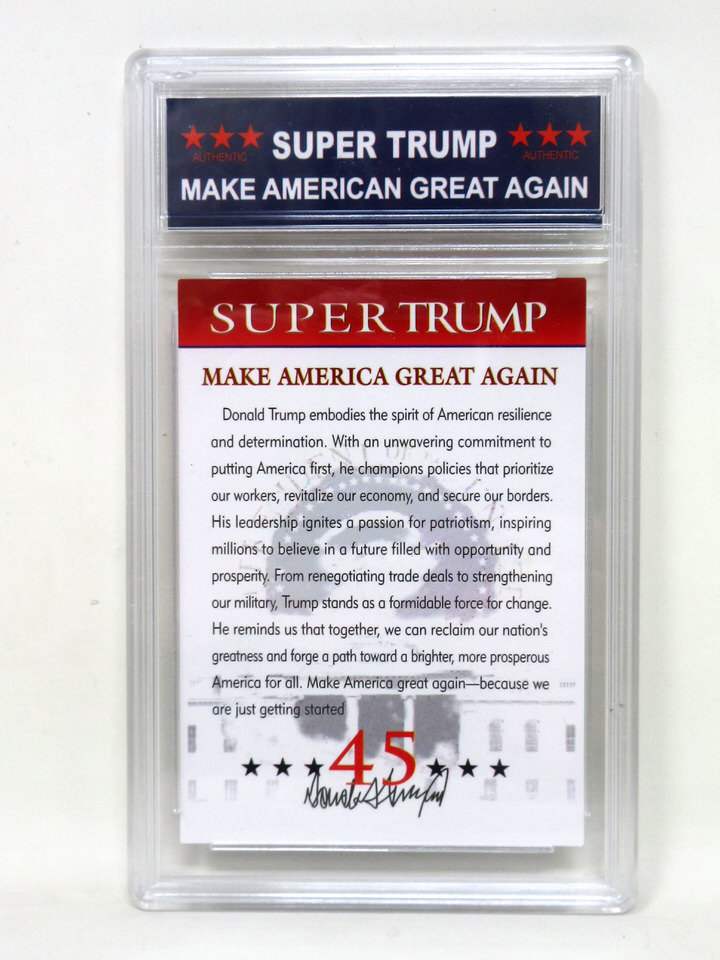 ★★★ SUPER TRUMP ★★★
AUTHENTIC AUTHENTIC
MAKE AMERICAN GREAT AGAIN
SUPER TRUMP
MAKE AMERICA GREAT AGAIN
Donald Trump embodies the spirit of American resilience
and determination. With an unwavering commitment to
putting America first, he champions policies that prioritize
our workers, revitalize our economy, and secure our borders.
His leadership ignites a passion for patriotism, inspiring
millions to believe in a future filled with opportunity and
prosperity. From renegotiating trade deals to strengthening
our military, Trump stands as a formidable force for change.
He reminds us that together, we can reclaim our nation's
greatness and forge a path toward a brighter, more prosperous
America for all. Make America great again—because we
are just getting started
★★★45★★★
Donald Trump